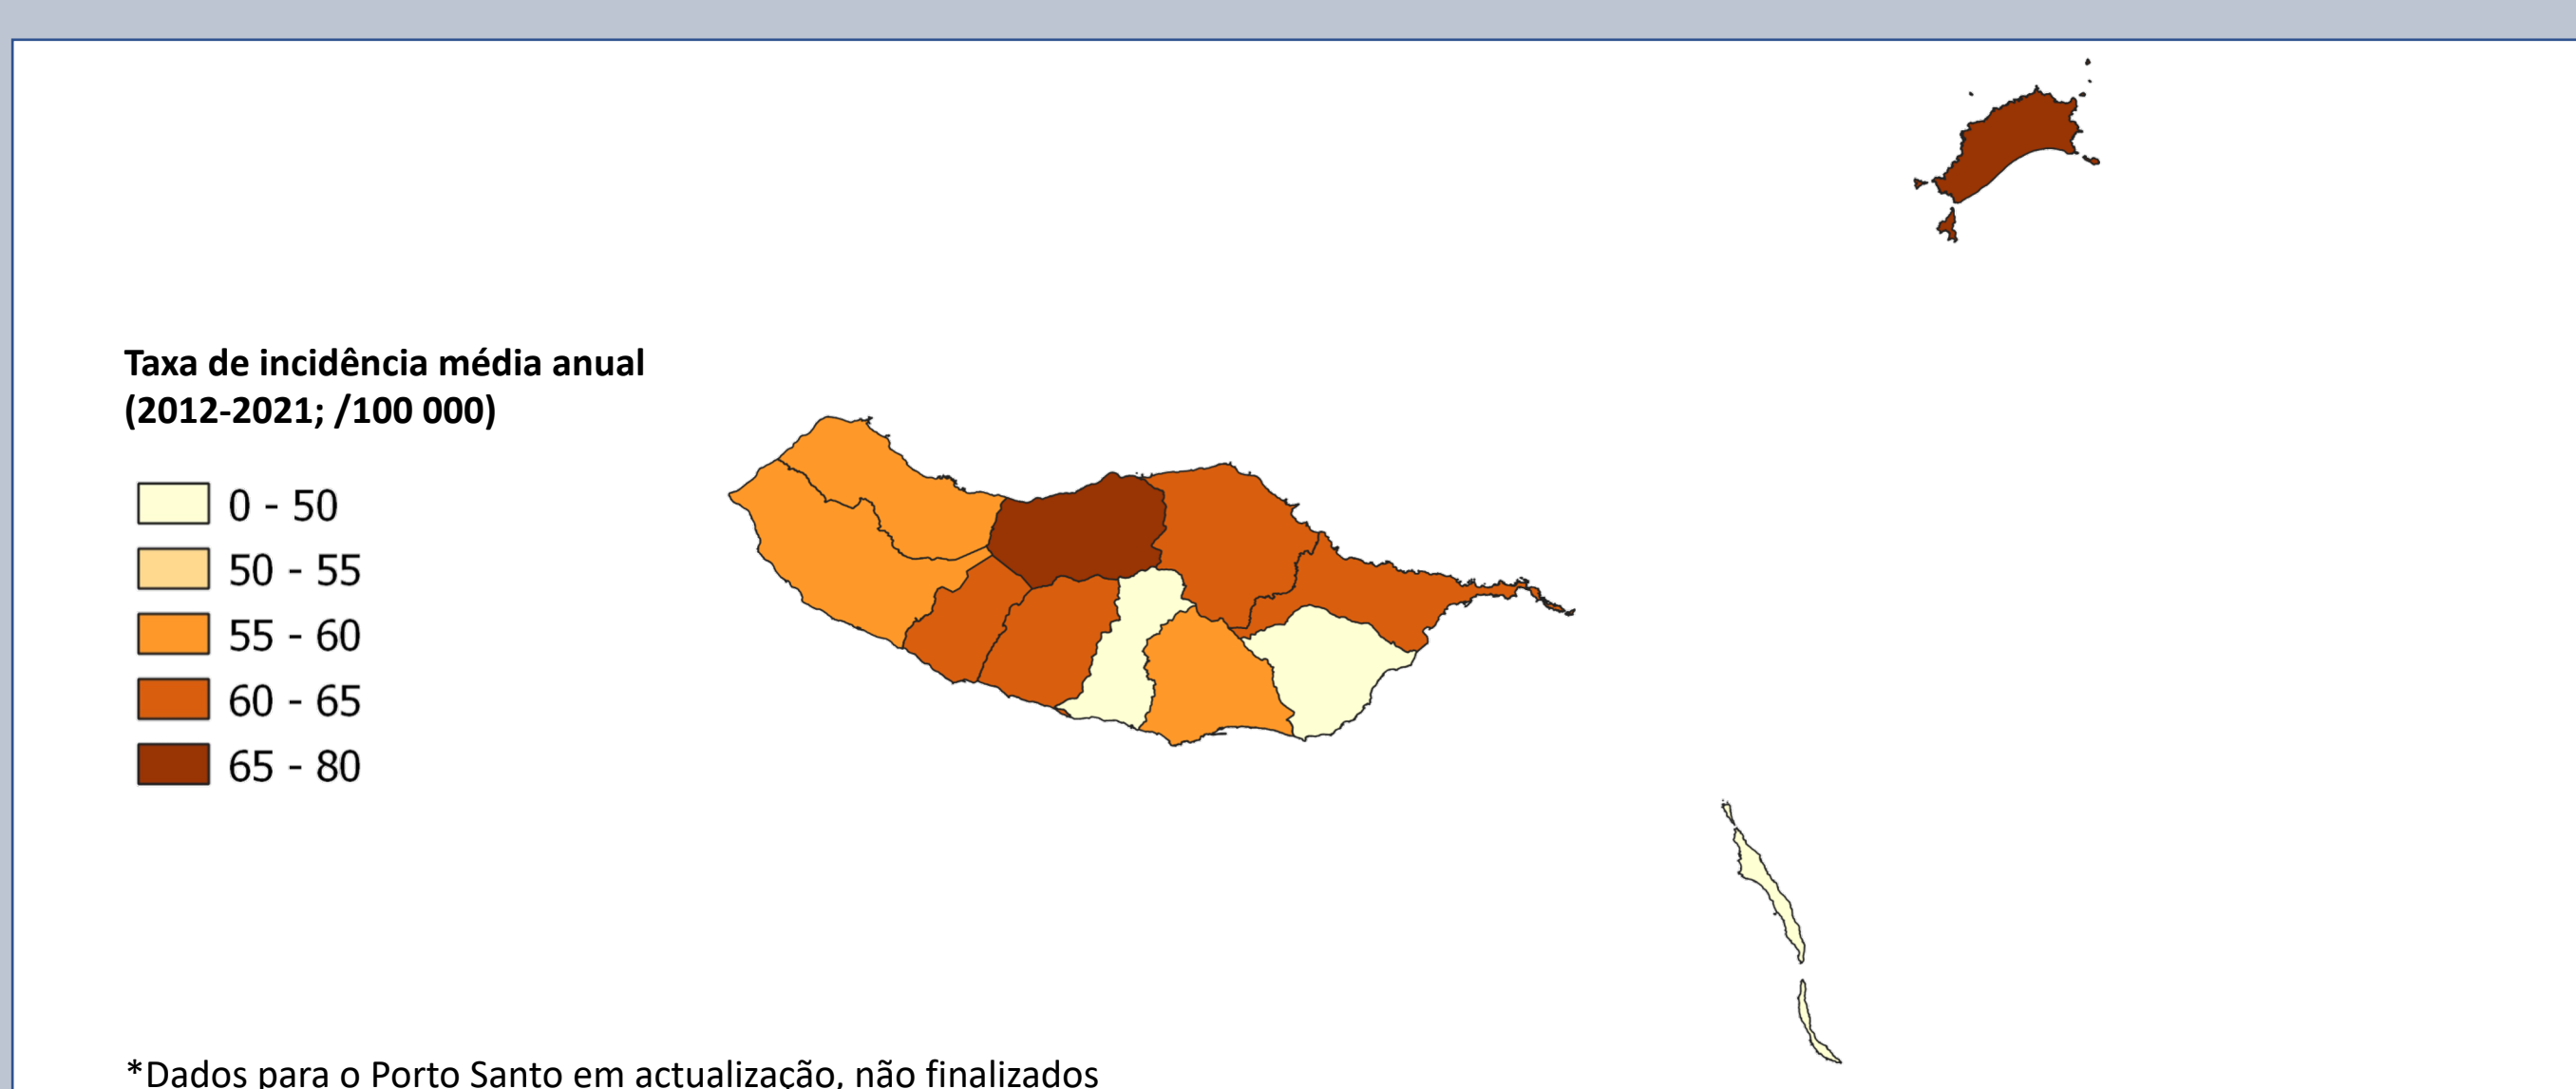 Taxa de incidência média anual
(2012-2021; /100 000)
0 - 50
50 - 55
55 - 60
60 - 65
65 - 80
*Dados para o Porto Santo em actualização, não finalizados